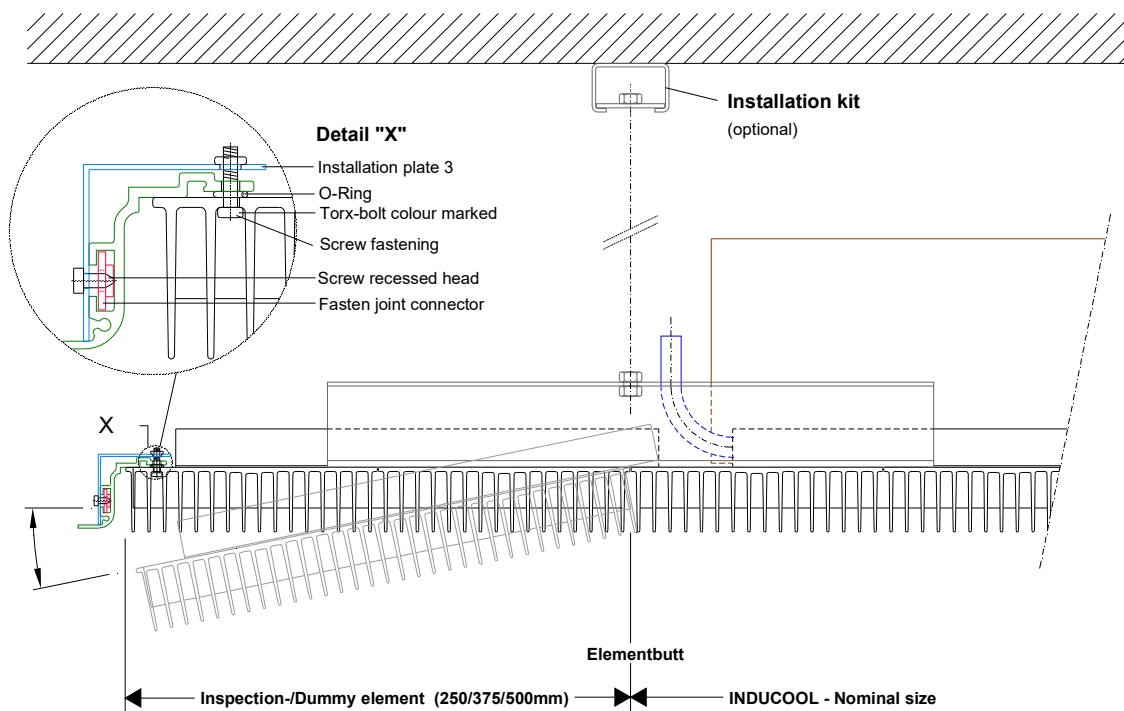 Installation kit
(optional)
Detail "X"
Installation plate 3
O-Ring
Torx-bolt colour marked
Screw fastening
Screw recessed head
Fasten joint connector
X
Elementbutt
Inspection-/Dummy element (250/375/500mm)
INDUCOOL - Nominal size